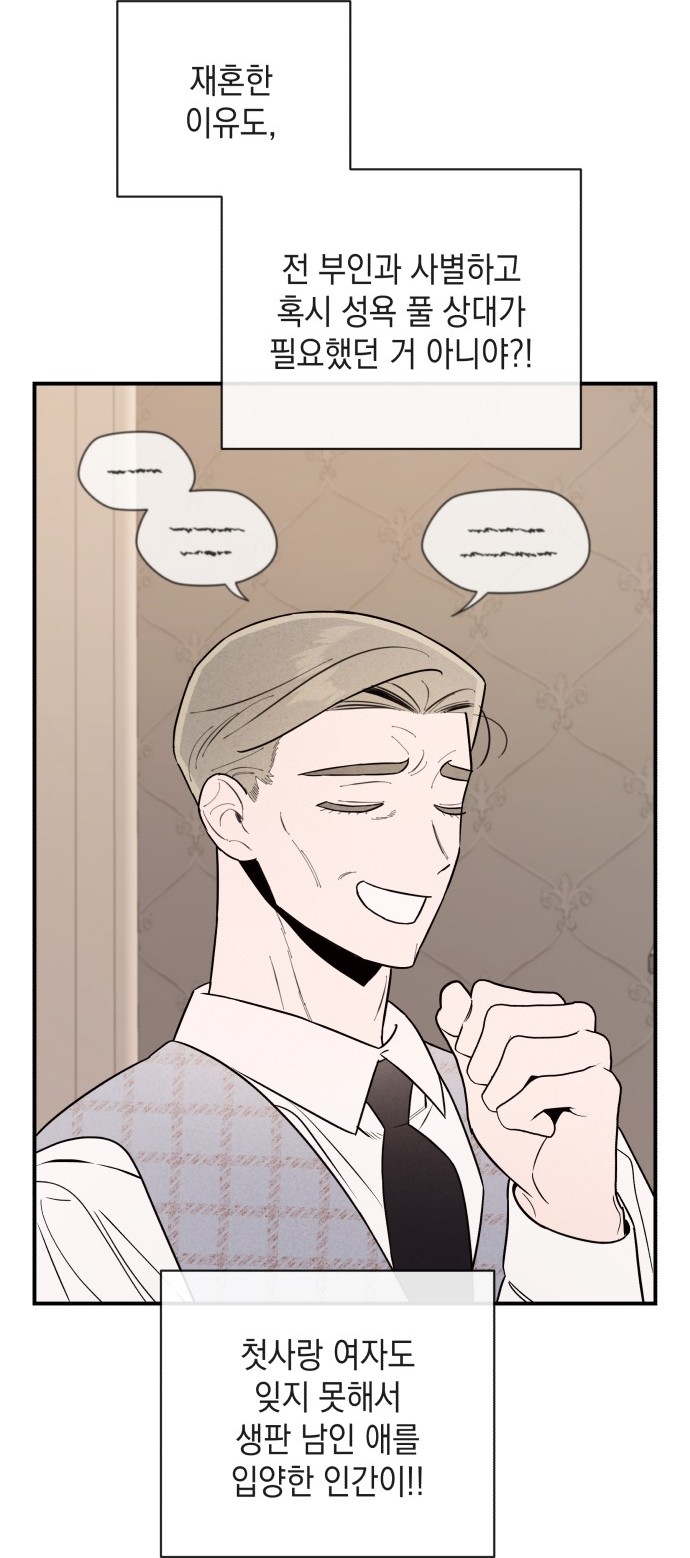 재혼한
이유도,
전 부인과 사별하고
혹시 성욕 풀 상대가
필요했던 거 아니야?!
첫사랑 여자도
잊지 못해서
생판 남인 애를
입양한 인간이!!